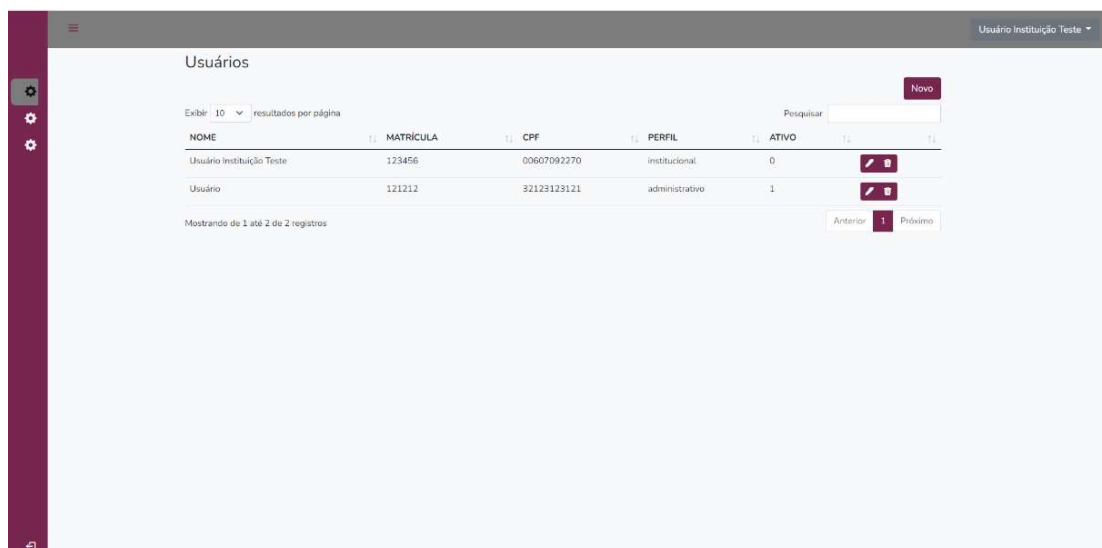 Usuário Instituição Teste
Usuários
Novo
Exibir 10 resultados por página Pesquisar
NOME MATRÍCULA CPF PERFIL ATIVO
Usuário Instituição Teste 123456 00607092270 institucional 0
Usuário 121212 32123123121 administrativo 1
Mostrando de 1 até 2 de 2 registros Anterior 1 Próximo